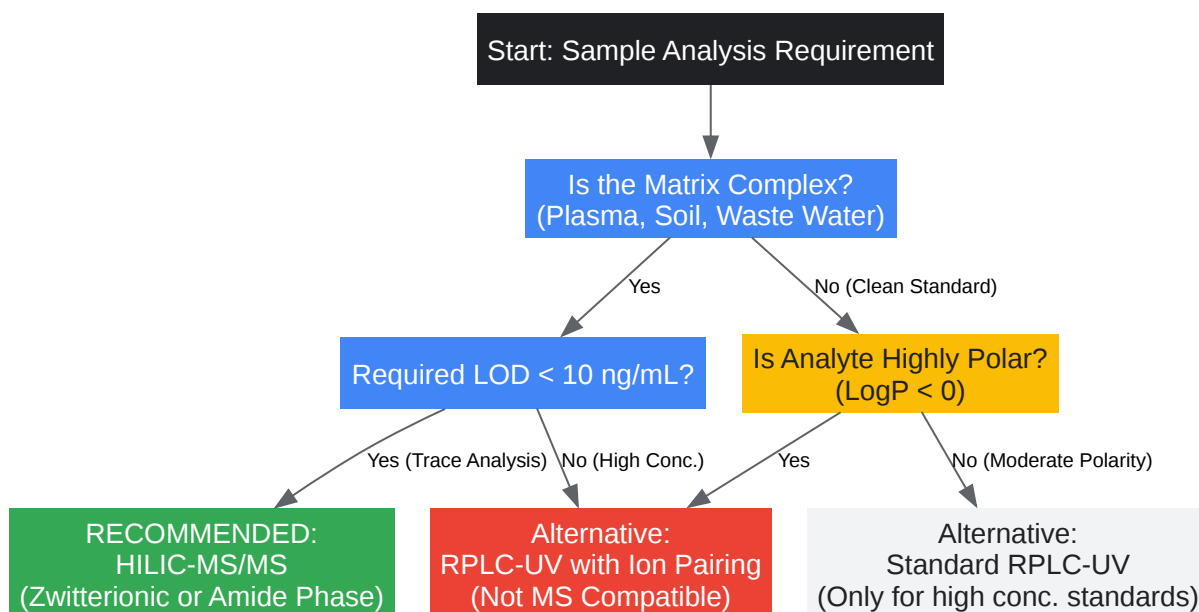 Start: Sample Analysis Requirement
Is the Matrix Complex?
(Plasma, Soil, Waste Water)
Yes
No (Clean Standard)
Required LOD < 10 ng/mL?
Is Analyte Highly Polar?
(LogP < 0)
Yes (Trace Analysis)
No (High Conc.)
Yes
No (Moderate Polarity)
RECOMMENDED:
HILIC-MS/MS
(Zwitterionic or Amide Phase)
Alternative:
RPLC-UV with Ion Pairing
(Not MS Compatible)
Alternative:
Standard RPLC-UV
(Only for high conc. standards)